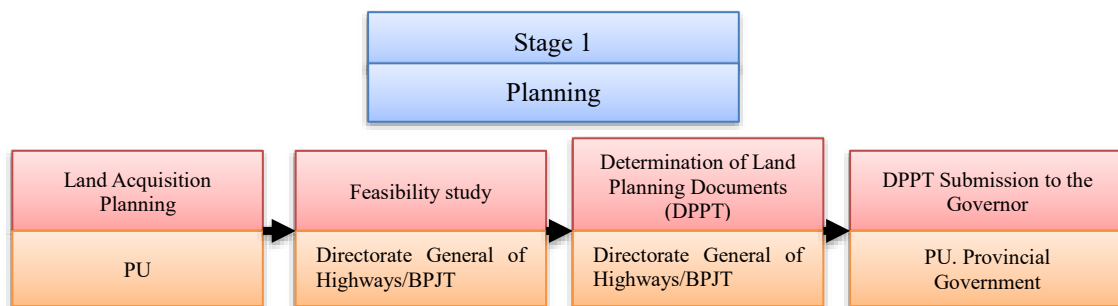 Stage 1
Planning
Land Acquisition
Planning
PU
Feasibility study
Directorate General of
Highways/BPJT
Determination of Land
Planning Documents
(DPPT)
Directorate General of
Highways/BPJT
DPPT Submission to the
Governor
PU. Provincial
Government